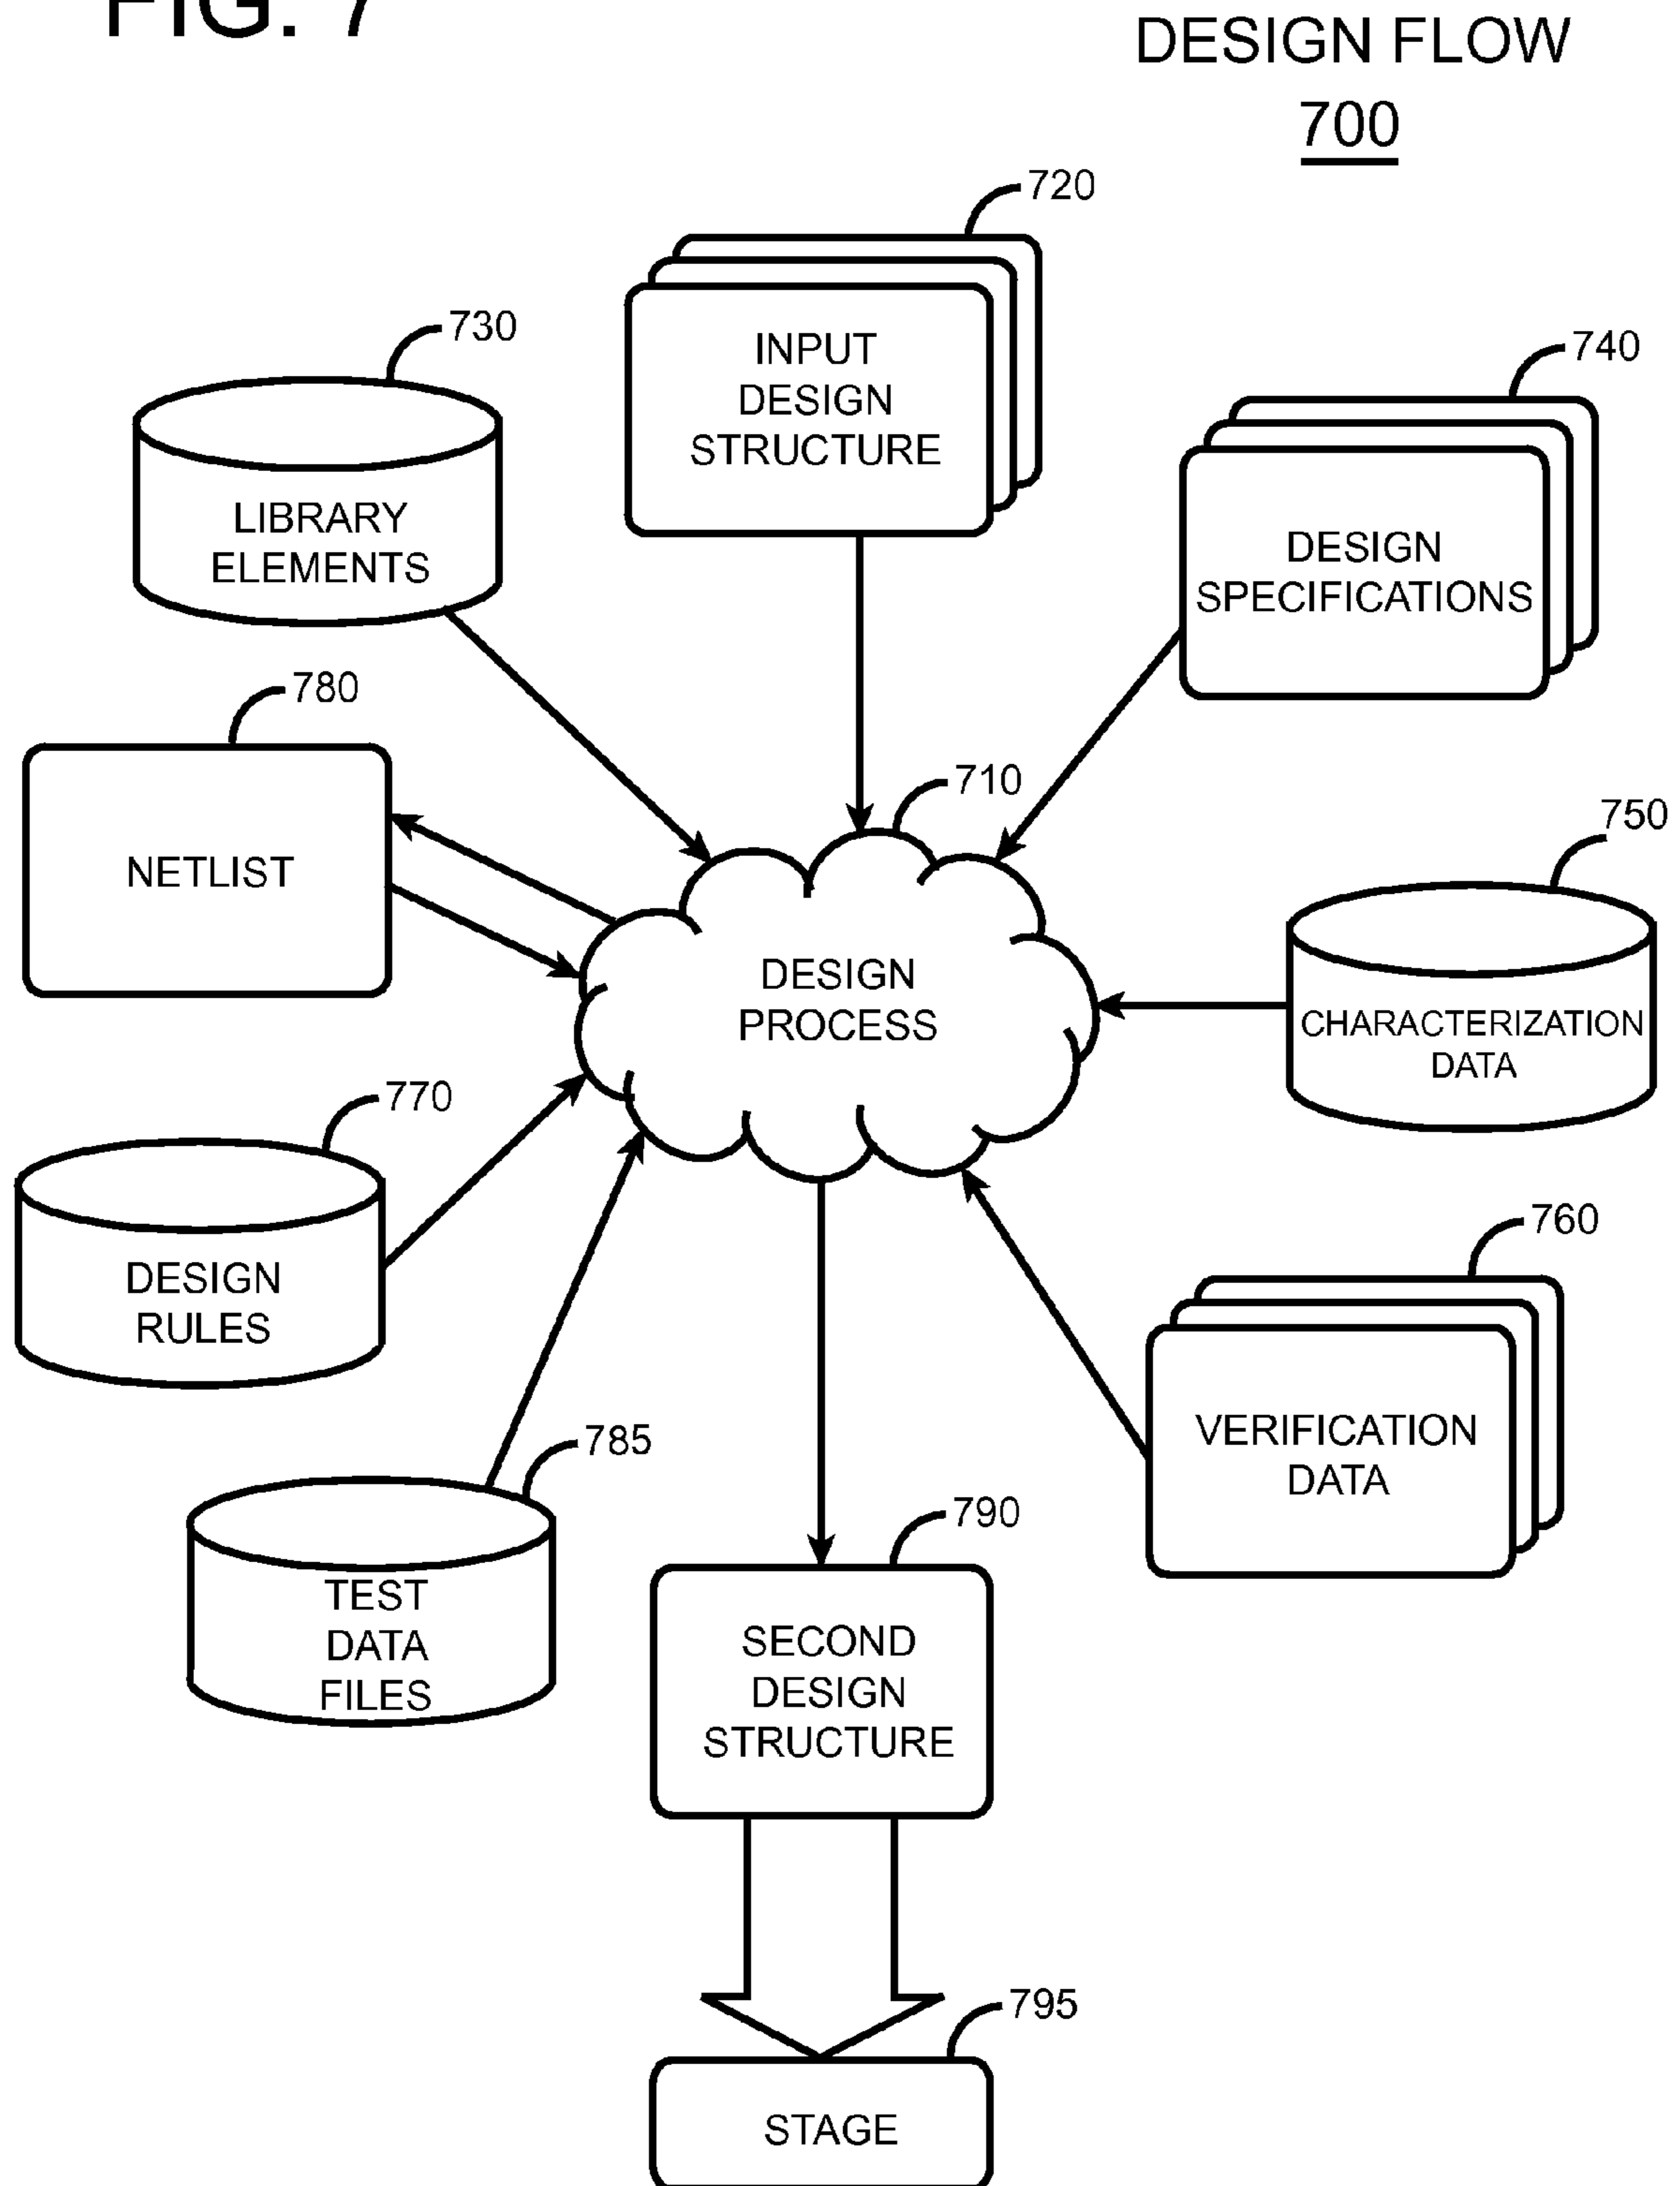 FIG. 7
DESIGN FLOW
700
720
INPUT
DESIGN
STRUCTURE
730
LIBRARY
ELEMENTS
740
DESIGN
SPECIFICATIONS
780
NETLIST
710
DESIGN
PROCESS
750
CHARACTERIZATION
DATA
770
DESIGN
RULES
760
VERIFICATION
DATA
785
TEST
DATA
FILES
790
SECOND
DESIGN
STRUCTURE
795
STAGE